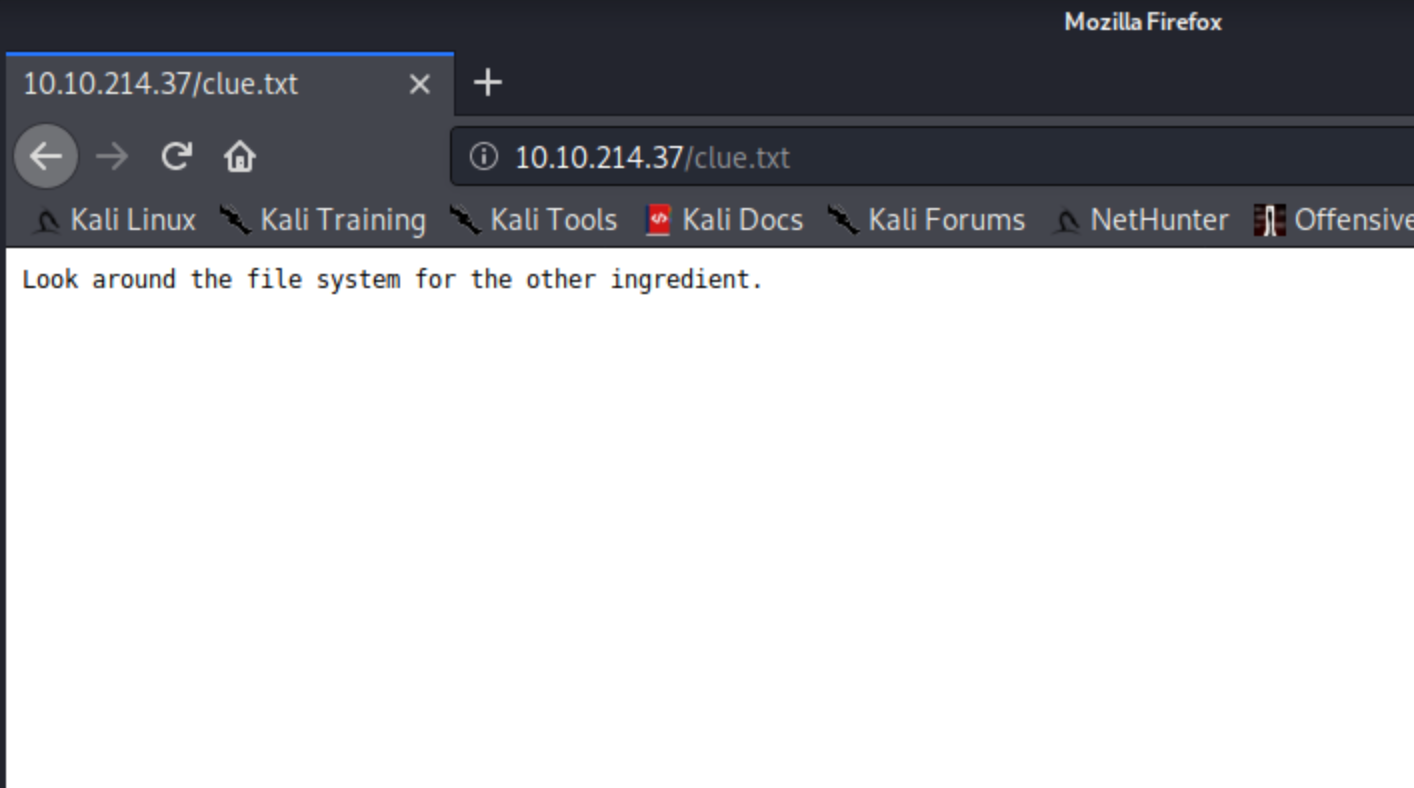 Mozilla Firefox
10.10.214.37/clue.txt
10.10.214.37/clue.txt
Kali Linux Kali Training Kali Tools Kali Docs Kali Forums NetHunter Offensive
Look around the file system for the other ingredient.